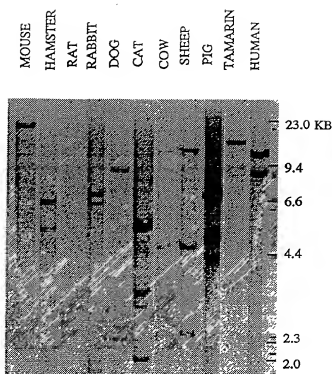 MOUSE
HAMSTER
RAT
RABBIT
DOG
CAT
COW
SHEEP
PIG
TAMARIN
HUMAN
23.0 KB
9.4
6.6
4.4
2.3
2.0